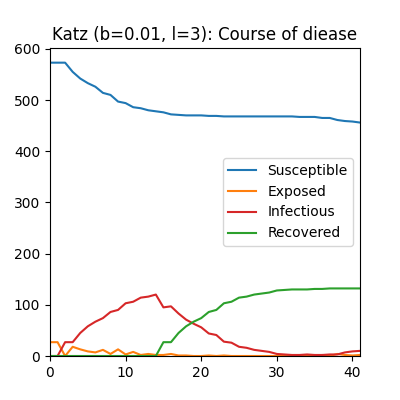 Katz (b=0.01, l=3): Course of diease
600
500
400
300
200
100
0
Susceptible
Exposed
Infectious
Recovered
0 10 20 30 40